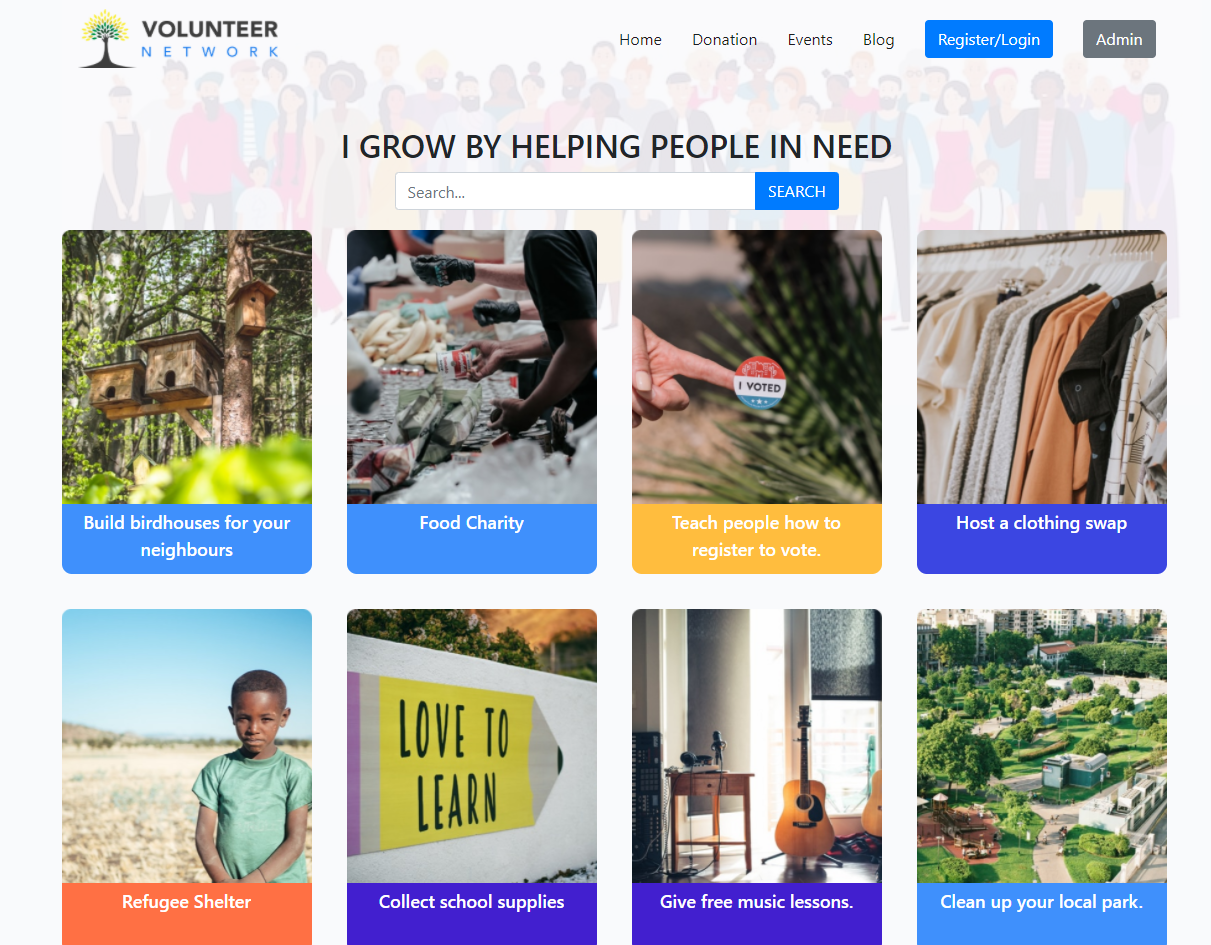 VOLUNTEER
NETWORK
Home
Donation
Events
Blog
Register/Login
Admin
I GROW BY HELPING PEOPLE IN NEED
Search...
SEARCH
I VOTED
Build birdhouses for your
neighbours
Food Charity
Teach people how to
register to vote.
Host a clothing swap
LOVE TO
LEARN
Refugee Shelter
Collect school supplies
Give free music lessons.
Clean up your local park.